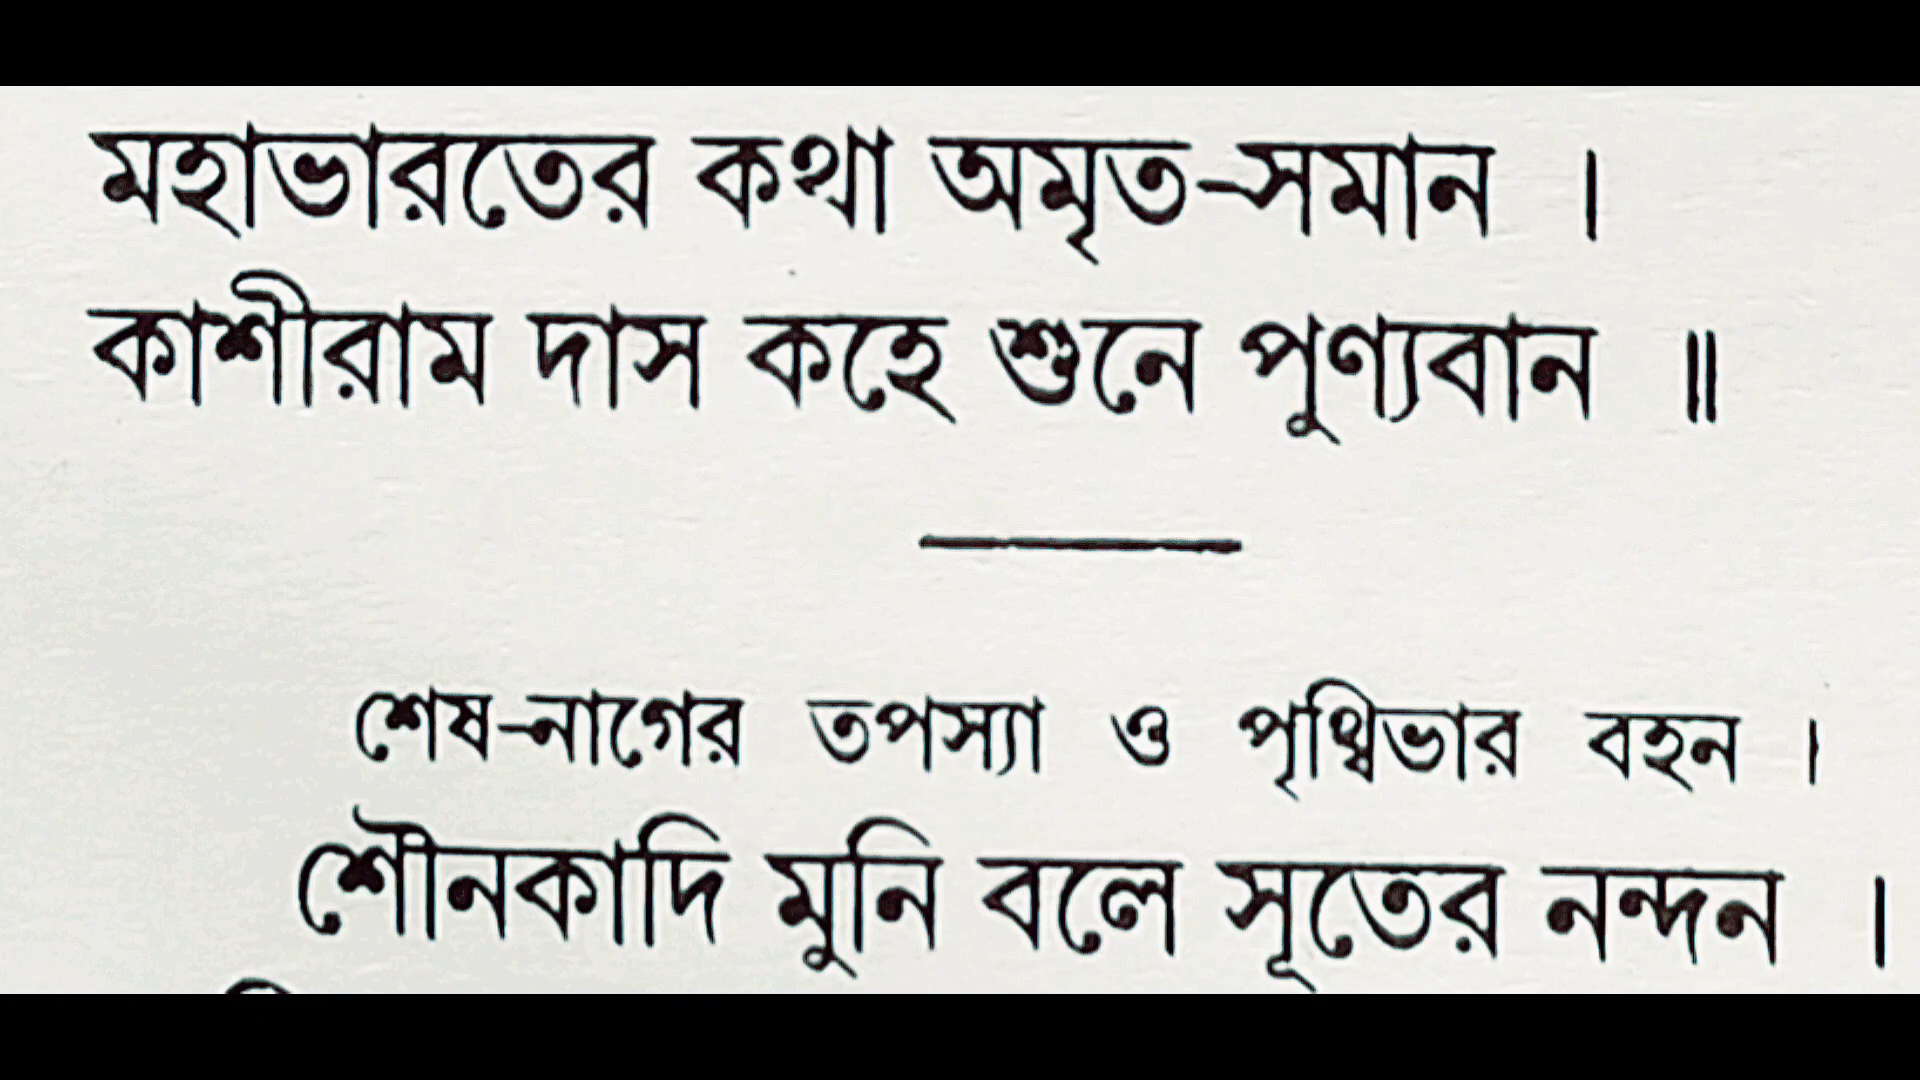 মহাভারতের কথা অমৃত-সমান ।
কাশীরাম দাস কহে শুনে পুণ্যবান ॥
শেষ-নাগের তপস্যা ও পৃথ্বিভার বহন ।
শৌনকাদি মুনি বলে সূতের নন্দন ।